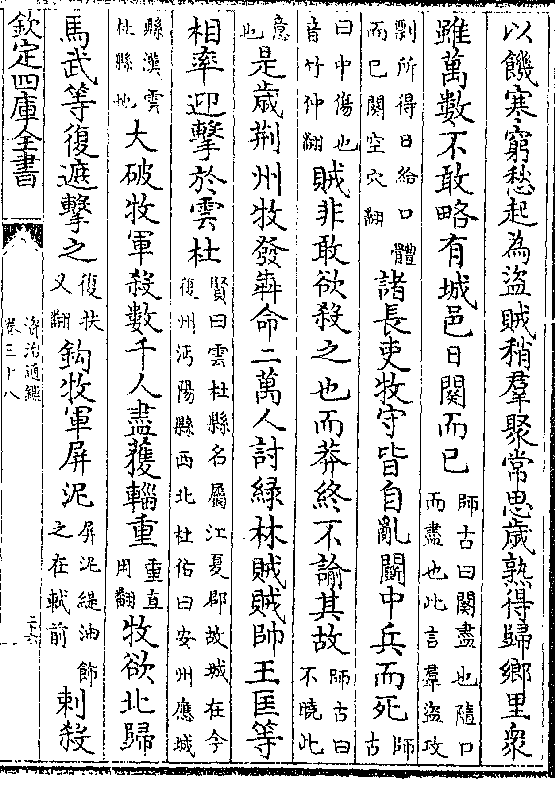 以饑寒窮愁起為盜賊稍羣聚常思歲熟得歸鄉里衆
雖萬數不敢略有城邑日闋而已師古曰闋盡也隨口而盡也此言羣盜攻
剽所得日給口體而已闋空穴翻諸長吏牧守皆自亂鬭中兵而死師古
曰中傷也音竹仲翻賊非敢欲殺之也而莽終不諭其故師古曰不曉此
意也是歲荆州牧發犇命二萬人討緑林賊賊帥王匡等
相率迎擊於雲杜賢曰雲杜縣名屬江夏郡故城在今復州沔陽縣西北杜佑曰安州應城
縣漢雲杜縣地大破牧軍殺數千人盡獲輜重重直用翻牧欲北歸
馬武等復遮擊之復扶又翻鈎牧軍屏泥屏泥緹油飾之在軾前刺殺
欽定四庫全書
資治通鑑
卷三十八
二六